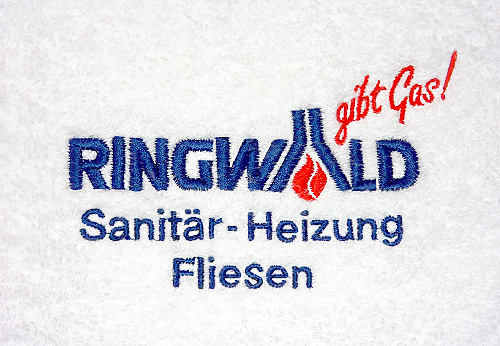 gibt Gas!
RINGWALD
Sanitär-Heizung
Fliesen